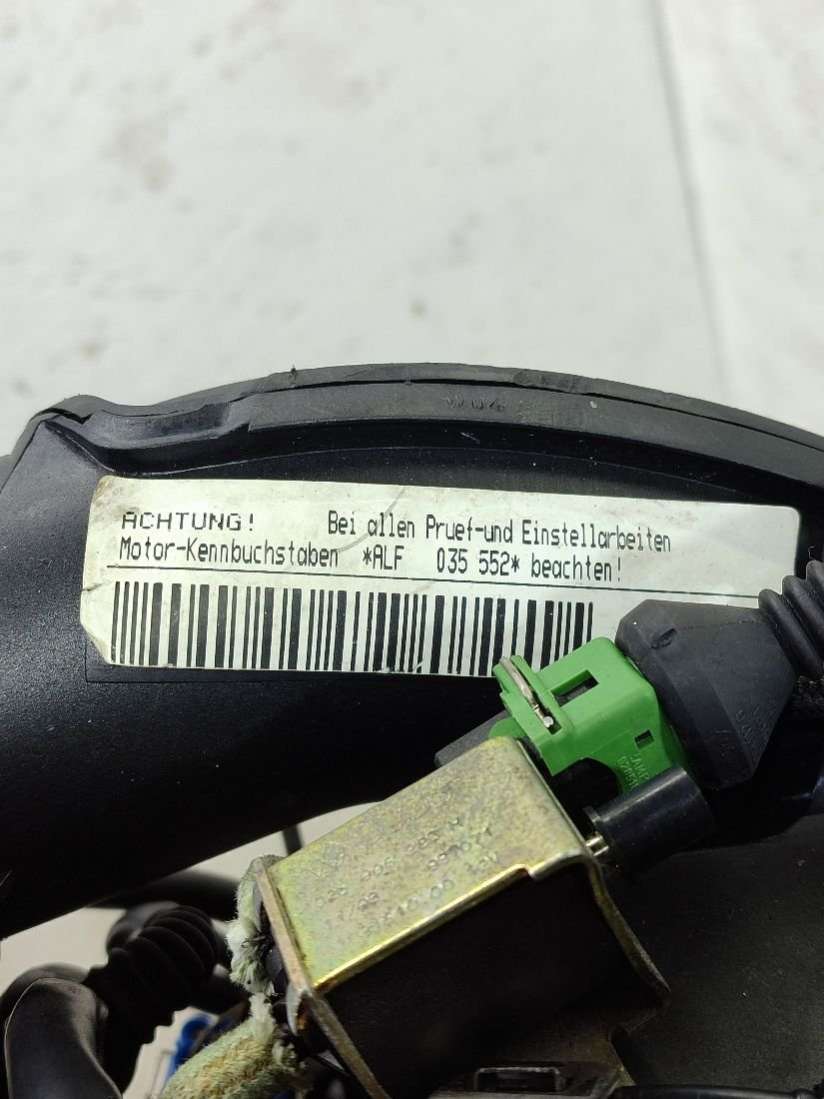 ACHTUNG! Bei allen Pruef-und Einstellarbeiten
Motor-Kennbuchstaben *ALF 035 552* beachten!